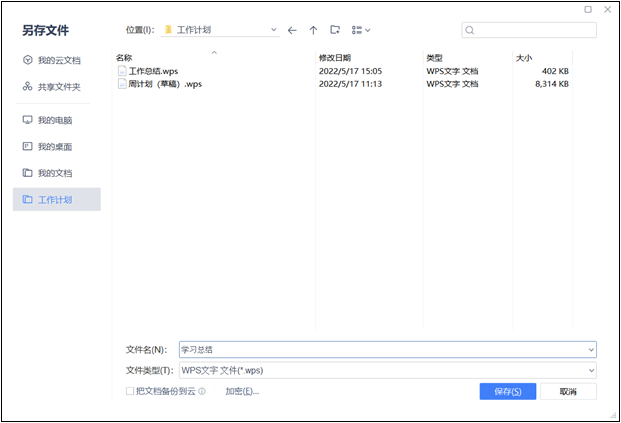 另存文件
位置(I): 工作计划
我的云文档
共享文件夹
我的电脑
我的桌面
我的文档
工作计划
名称 修改日期 类型 大小
工作总结.wps 2022/5/17 15:05 WPS文字 文档 402 KB
周计划（草稿）.wps 2022/5/17 11:13 WPS文字 文档 8,314 KB
文件名(N): 学习总结
文件类型(T): WPS文字 文件(*.wps)
把文档备份到云 加密(E)... 保存(S) 取消